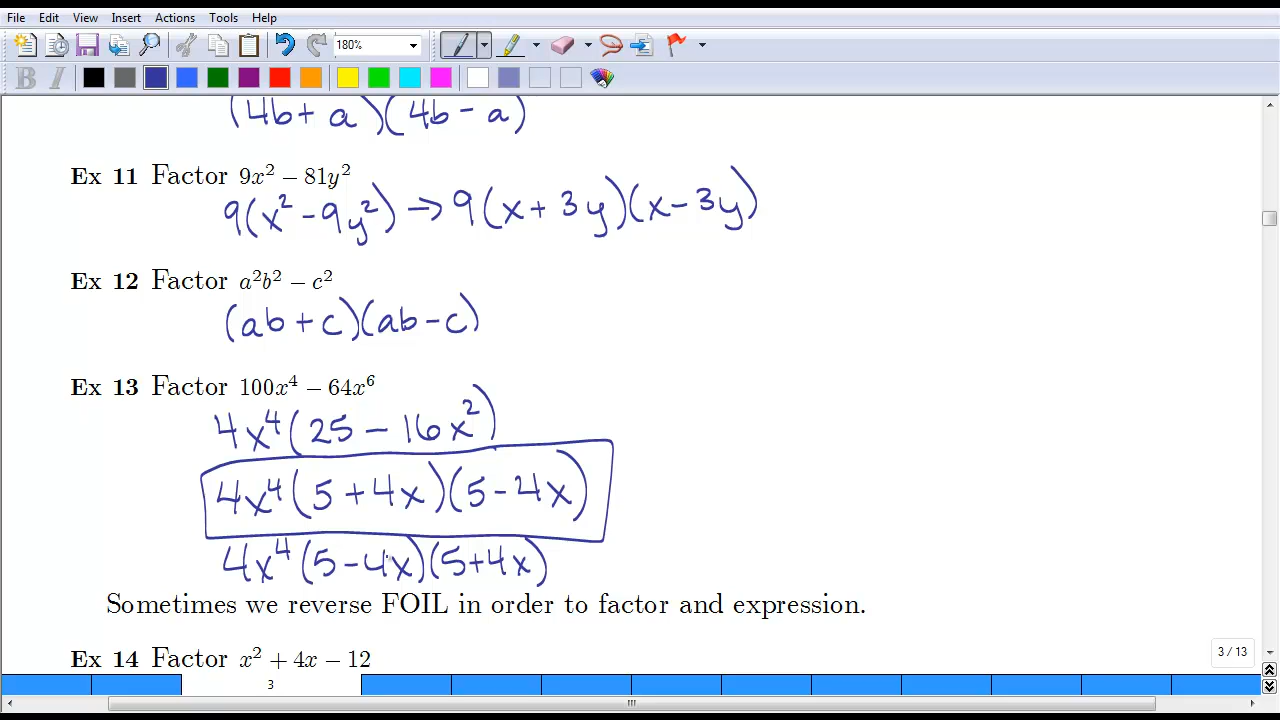 File Edit View Insert Actions Tools Help
180%
B I U
(4b + a)(4b - a)
Ex 11 Factor 9x² − 81y²
9(x² - 9y²) → 9(x + 3y)(x - 3y)
Ex 12 Factor a²b² − c²
(ab + c)(ab - c)
Ex 13 Factor 100x⁴ − 64x⁶
4x⁴(25 - 16x²)
4x⁴(5 + 4x)(5 - 4x)
4x⁴(5 - 4x)(5 + 4x)
Sometimes we reverse FOIL in order to factor and expression.
Ex 14 Factor x² + 4x − 12
3 / 13
3